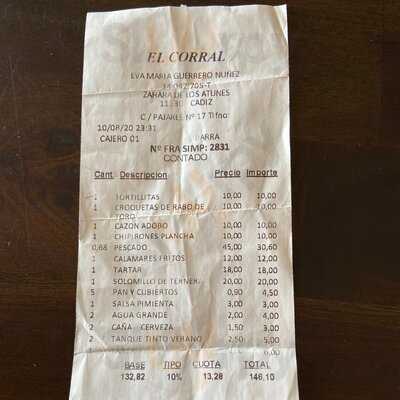 EL CORRAL
EVA MARIA GUERRERO NUÑEZ
ZAHARA DE LOS ATUNES
CADIZ
C / PAJARES Nº 17 Tlfno:
10/08/20 23:31
CAJERO 01 BARRA
Nº FRA SIMP: 2831
CONTADO
Cant. Descripcion Precio Importe
1 TORTILLITAS 10,00 10,00
1 CROQUETAS DE RABO DE TORO 10,00 10,00
1 CAZON ADOBO 10,00 10,00
1 CHIPIRONES PLANCHA 10,00 10,00
0,68 PESCADO 45,00 30,60
1 CALAMARES FRITOS 12,00 12,00
1 TARTAR 18,00 18,00
1 SOLOMILLO DE TERNER 20,00 20,00
5 PAN Y CUBIERTOS 0,90 4,50
1 SALSA PIMIENTA 3,00 3,00
2 AGUA GRANDE 2,00 4,00
2 CAÑA CERVEZA 1,50 3,00
2 TANQUE TINTO VERANO 2,50 5,00
BASE TIPO CUOTA TOTAL
132,82 10% 13,28 146,10